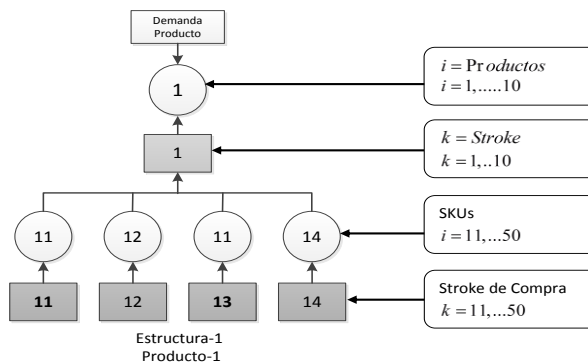 Demanda
Producto
1
i = Productos
i = 1,.....10
1
k = Stroke
k = 1,..10
11 12 11 14
SKUs
i = 11,...50
11 12 13 14
Stroke de Compra
k = 11,...50
Estructura-1
Producto-1